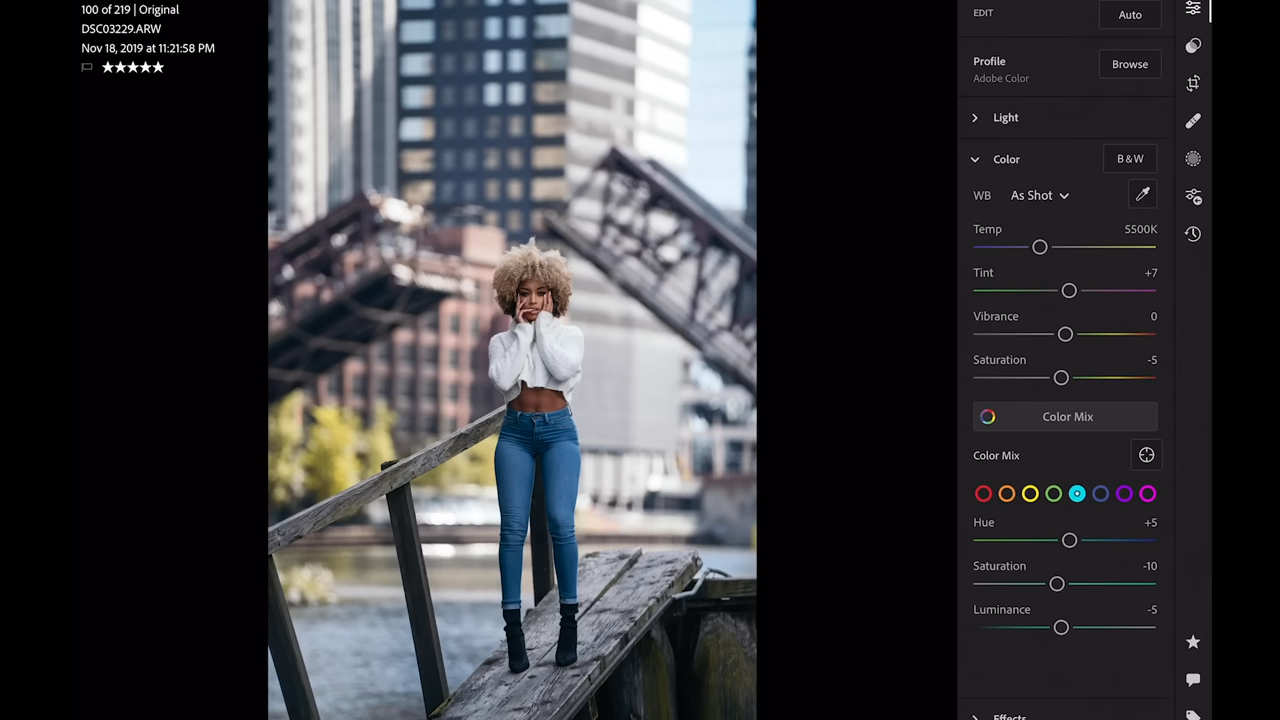 100 of 219 | Original
DSC03229.ARW
Nov 18, 2019 at 11:21:58 PM
EDIT
Auto
Profile
Adobe Color
Browse
Light
Color
B&W
WB As Shot
Temp 5500K
Tint +7
Vibrance 0
Saturation -5
Color Mix
Color Mix
Hue +5
Saturation -10
Luminance -5
Effects